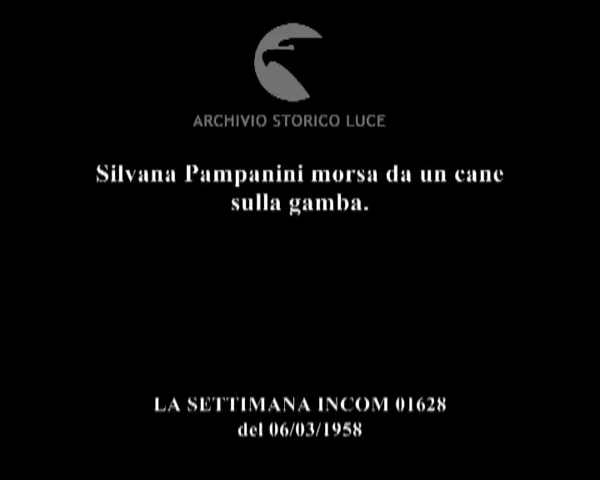 ARCHIVIO STORICO LUCE
Silvana Pampanini morsa da un cane
sulla gamba.
LA SETTIMANA INCOM 01628
del 06/03/1958